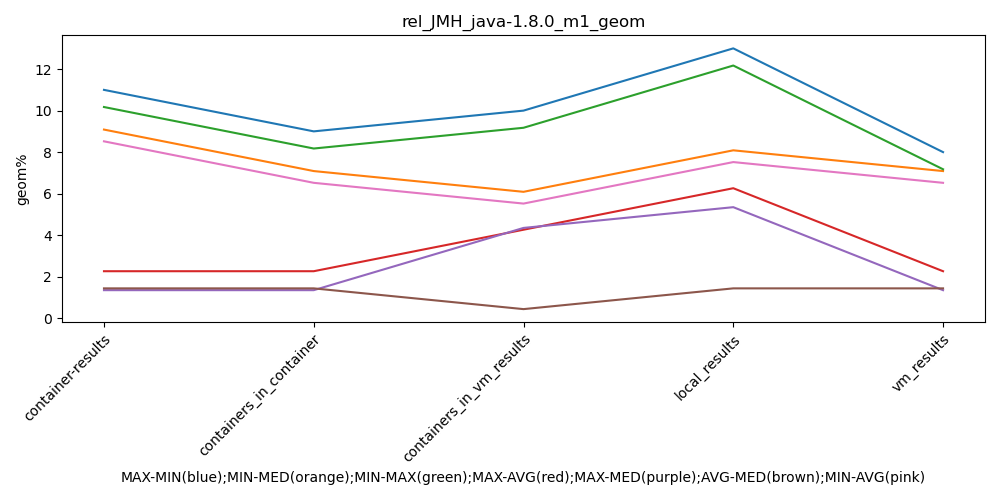 rel_JMH_java-1.8.0_m1_geom
12
10
8
6
4
2
0
geom%
container-results
containers_in_container
containers_in_vm_results
local_results
vm_results
MAX-MIN(blue);MIN-MED(orange);MIN-MAX(green);MAX-AVG(red);MAX-MED(purple);AVG-MED(brown);MIN-AVG(pink)